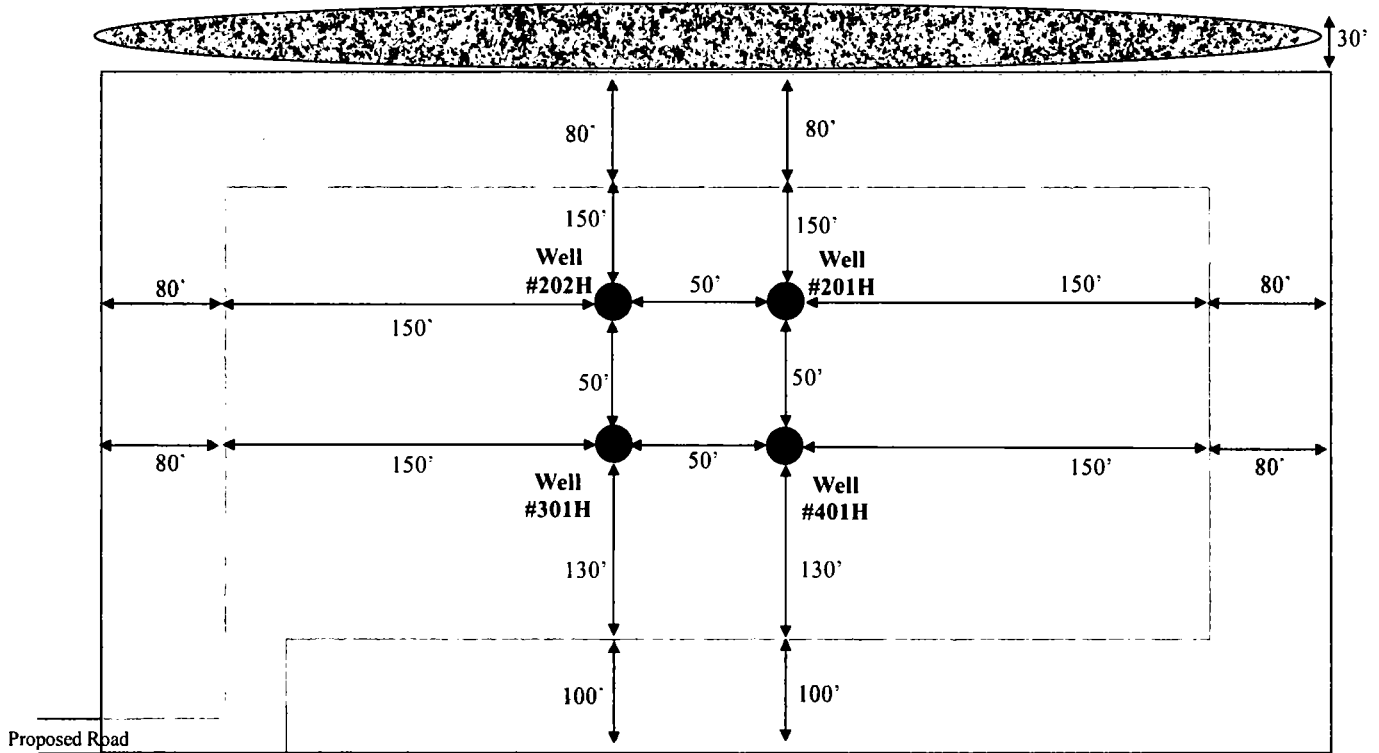 30'
80' 80'
150' 150'
Well Well
#202H #201H
80' 50' 150' 80'
150'
50' 50'
80' 150' 50' 150' 80'
Well Well
#301H #401H
130' 130'
100' 100'
Proposed Road